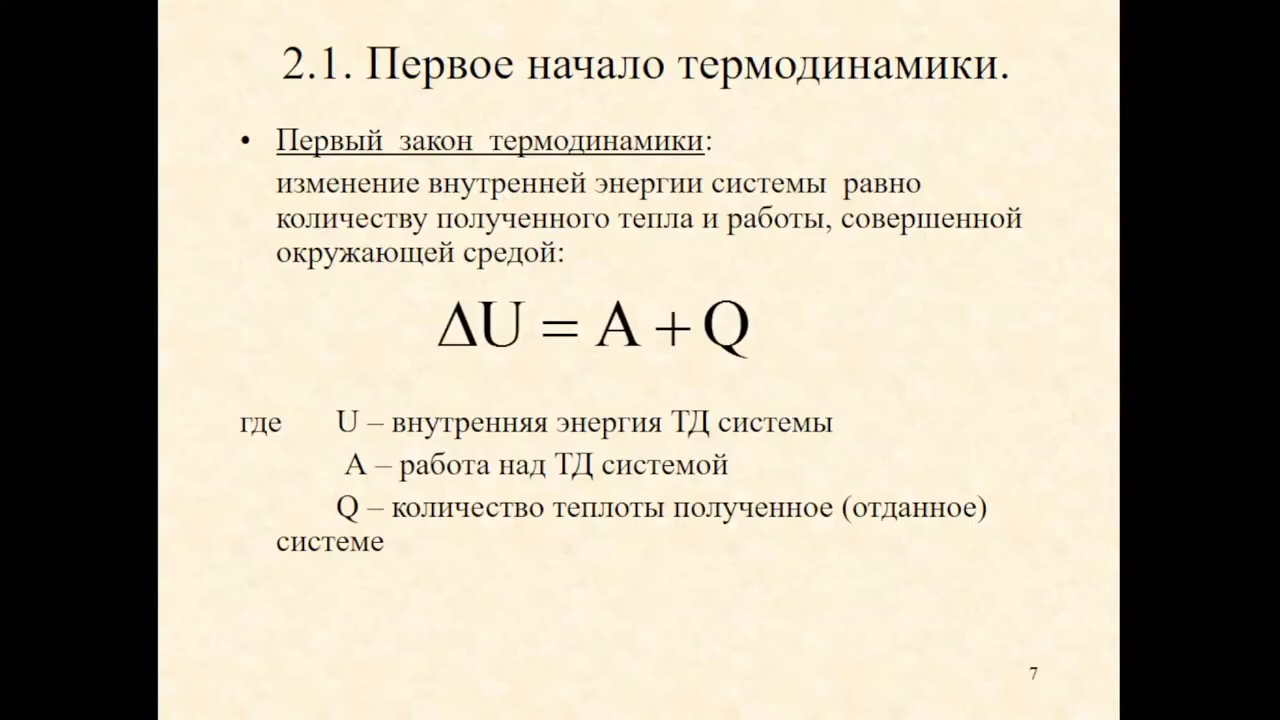 2.1. Первое начало термодинамики.
• Первый закон термодинамики:
изменение внутренней энергии системы равно
количеству полученного тепла и работы, совершенной
окружающей средой:
ΔU = A + Q
где U – внутренняя энергия ТД системы
А – работа над ТД системой
Q – количество теплоты полученное (отданное)
системе
7